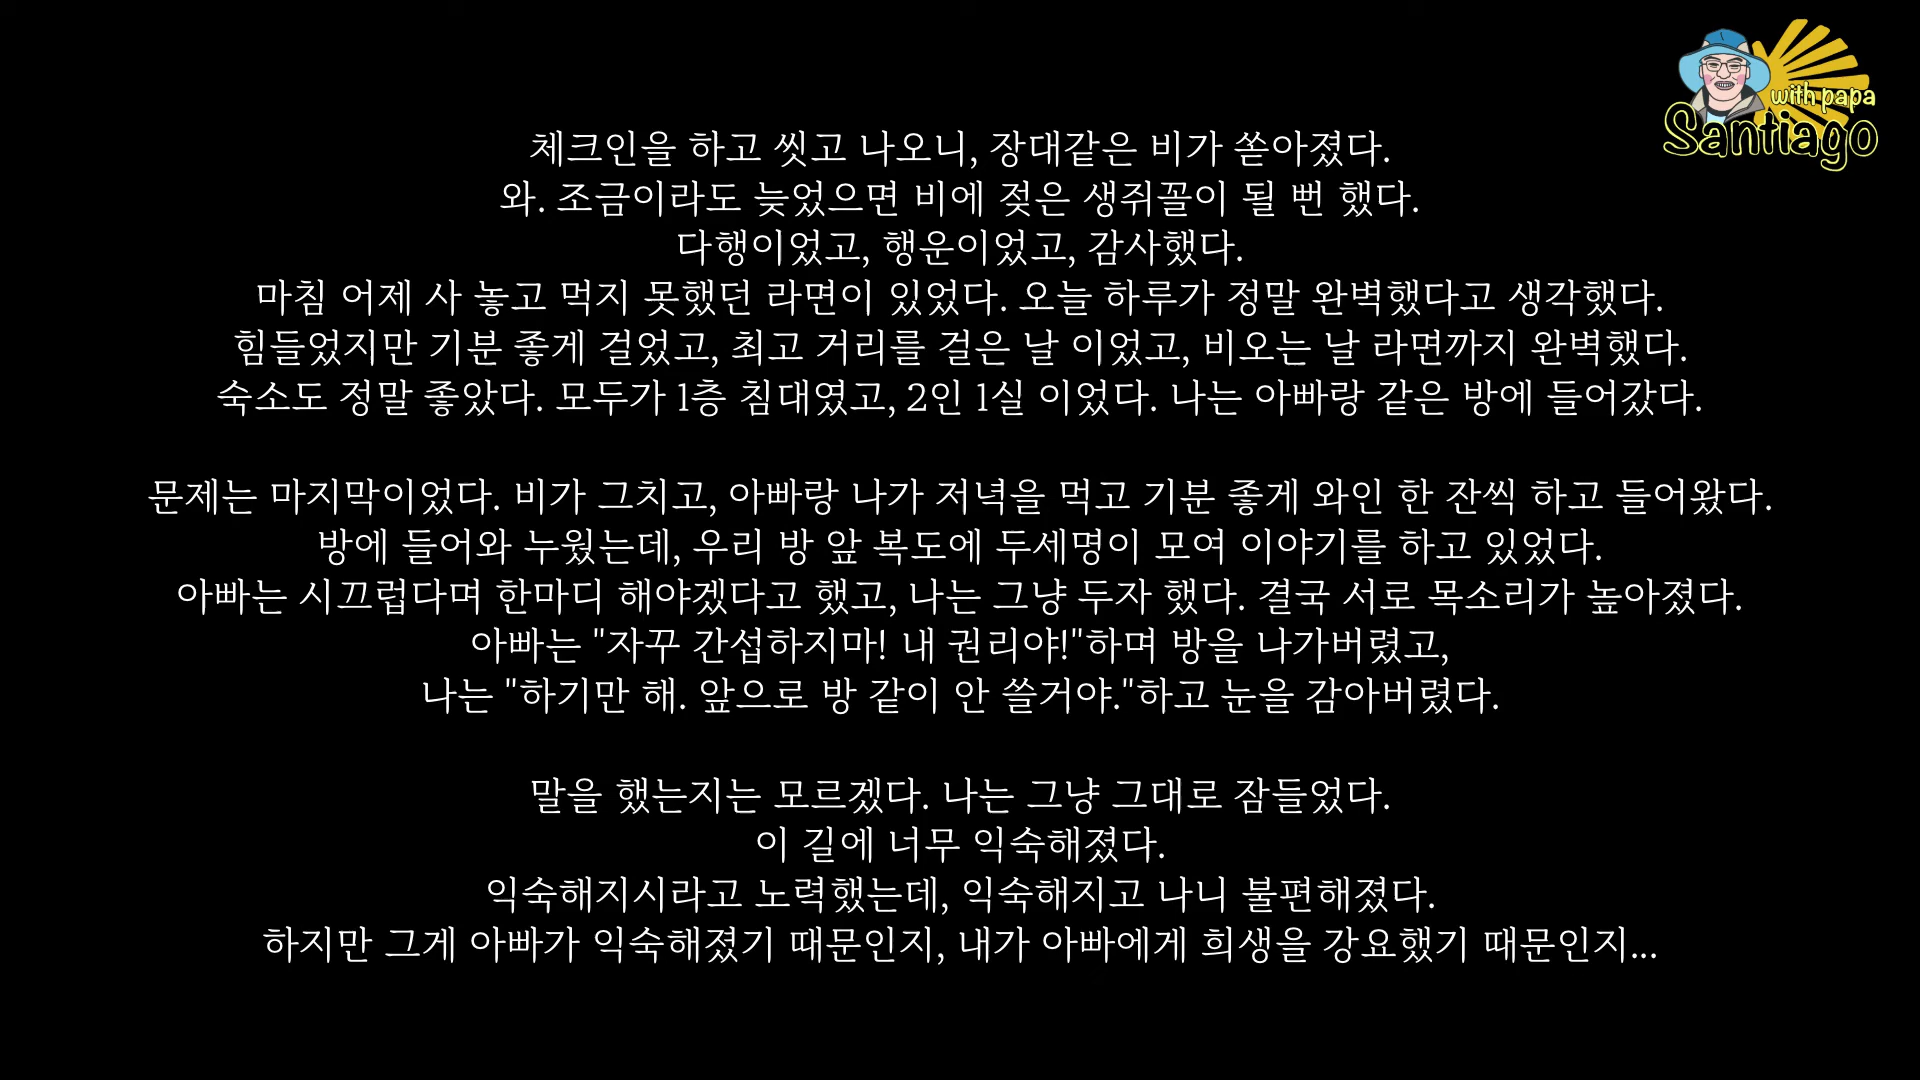 with papa
Santiago
체크인을 하고 씻고 나오니, 장대같은 비가 쏟아졌다.
와. 조금이라도 늦었으면 비에 젖은 생쥐꼴이 될 뻔 했다.
다행이었고, 행운이었고, 감사했다.
마침 어제 사 놓고 먹지 못했던 라면이 있었다. 오늘 하루가 정말 완벽했다고 생각했다.
힘들었지만 기분 좋게 걸었고, 최고 거리를 걸은 날 이었고, 비오는 날 라면까지 완벽했다.
숙소도 정말 좋았다. 모두가 1층 침대였고, 2인 1실 이었다. 나는 아빠랑 같은 방에 들어갔다.
문제는 마지막이었다. 비가 그치고, 아빠랑 나가 저녁을 먹고 기분 좋게 와인 한 잔씩 하고 들어왔다.
방에 들어와 누웠는데, 우리 방 앞 복도에 두세명이 모여 이야기를 하고 있었다.
아빠는 시끄럽다며 한마디 해야겠다고 했고, 나는 그냥 두자 했다. 결국 서로 목소리가 높아졌다.
아빠는 "자꾸 간섭하지마! 내 권리야!"하며 방을 나가버렸고,
나는 "하기만 해. 앞으로 방 같이 안 쓸거야."하고 눈을 감아버렸다.
말을 했는지는 모르겠다. 나는 그냥 그대로 잠들었다.
이 길에 너무 익숙해졌다.
익숙해지시라고 노력했는데, 익숙해지고 나니 불편해졌다.
하지만 그게 아빠가 익숙해졌기 때문인지, 내가 아빠에게 희생을 강요했기 때문인지...